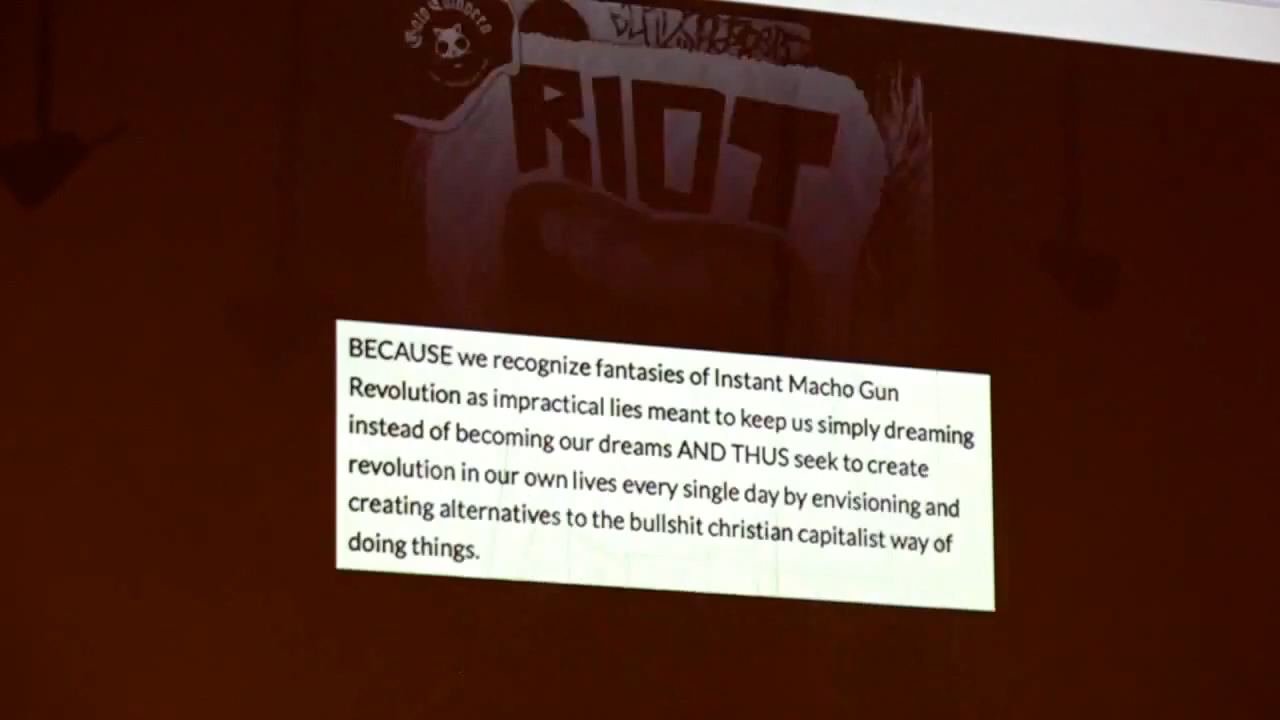 RIOT
BECAUSE we recognize fantasies of Instant Macho Gun
Revolution as impractical lies meant to keep us simply dreaming
instead of becoming our dreams AND THUS seek to create
revolution in our own lives every single day by envisioning and
creating alternatives to the bullshit christian capitalist way of
doing things.